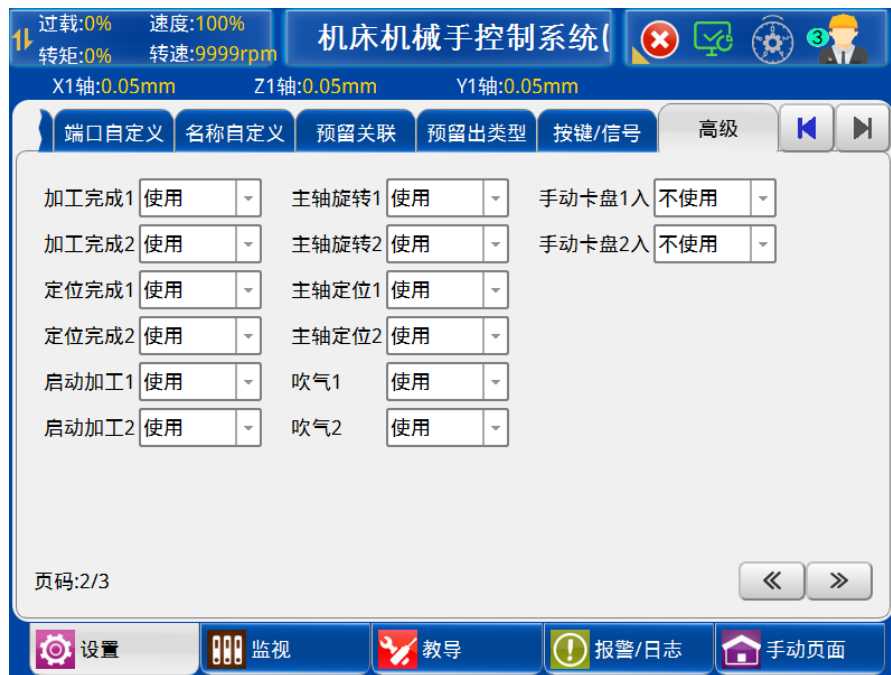 过载:0% 速度:100% 机床机械手控制系统(
转矩:0% 转速:9999rpm 3
X1轴:0.05mm Z1轴:0.05mm Y1轴:0.05mm
端口自定义 名称自定义 预留关联 预留出类型 按键/信号 高级
加工完成1 使用 主轴旋转1 使用 手动卡盘1入 不使用
加工完成2 使用 主轴旋转2 使用 手动卡盘2入 不使用
定位完成1 使用 主轴定位1 使用
定位完成2 使用 主轴定位2 使用
启动加工1 使用 吹气1 使用
启动加工2 使用 吹气2 使用
页码:2/3
设置 监视 教导 报警/日志 手动页面